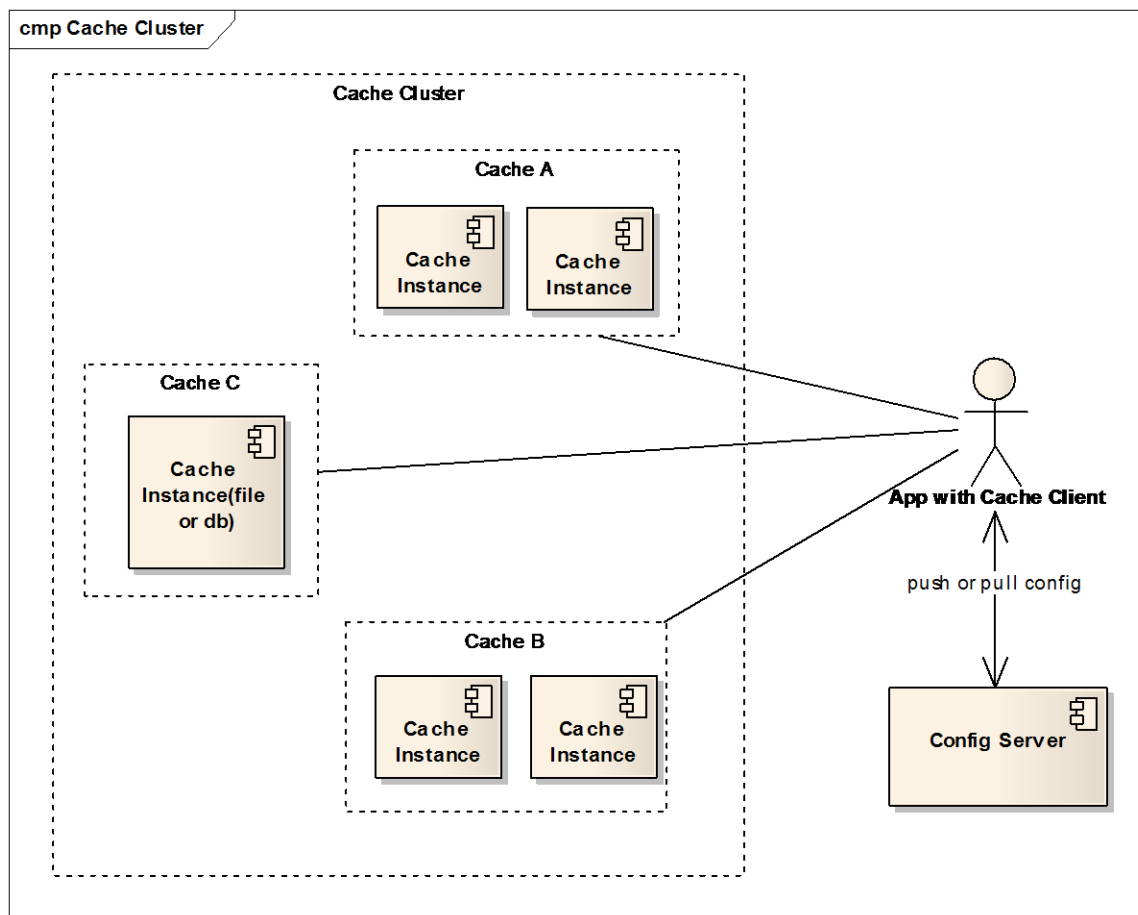 cmp Cache Cluster
Cache Cluster
Cache A
Cache
Instance
Cache
Instance
Cache C
Cache
Instance(file
or db)
App with Cache Client
push or pull config
Cache B
Cache
Instance
Cache
Instance
Config Server